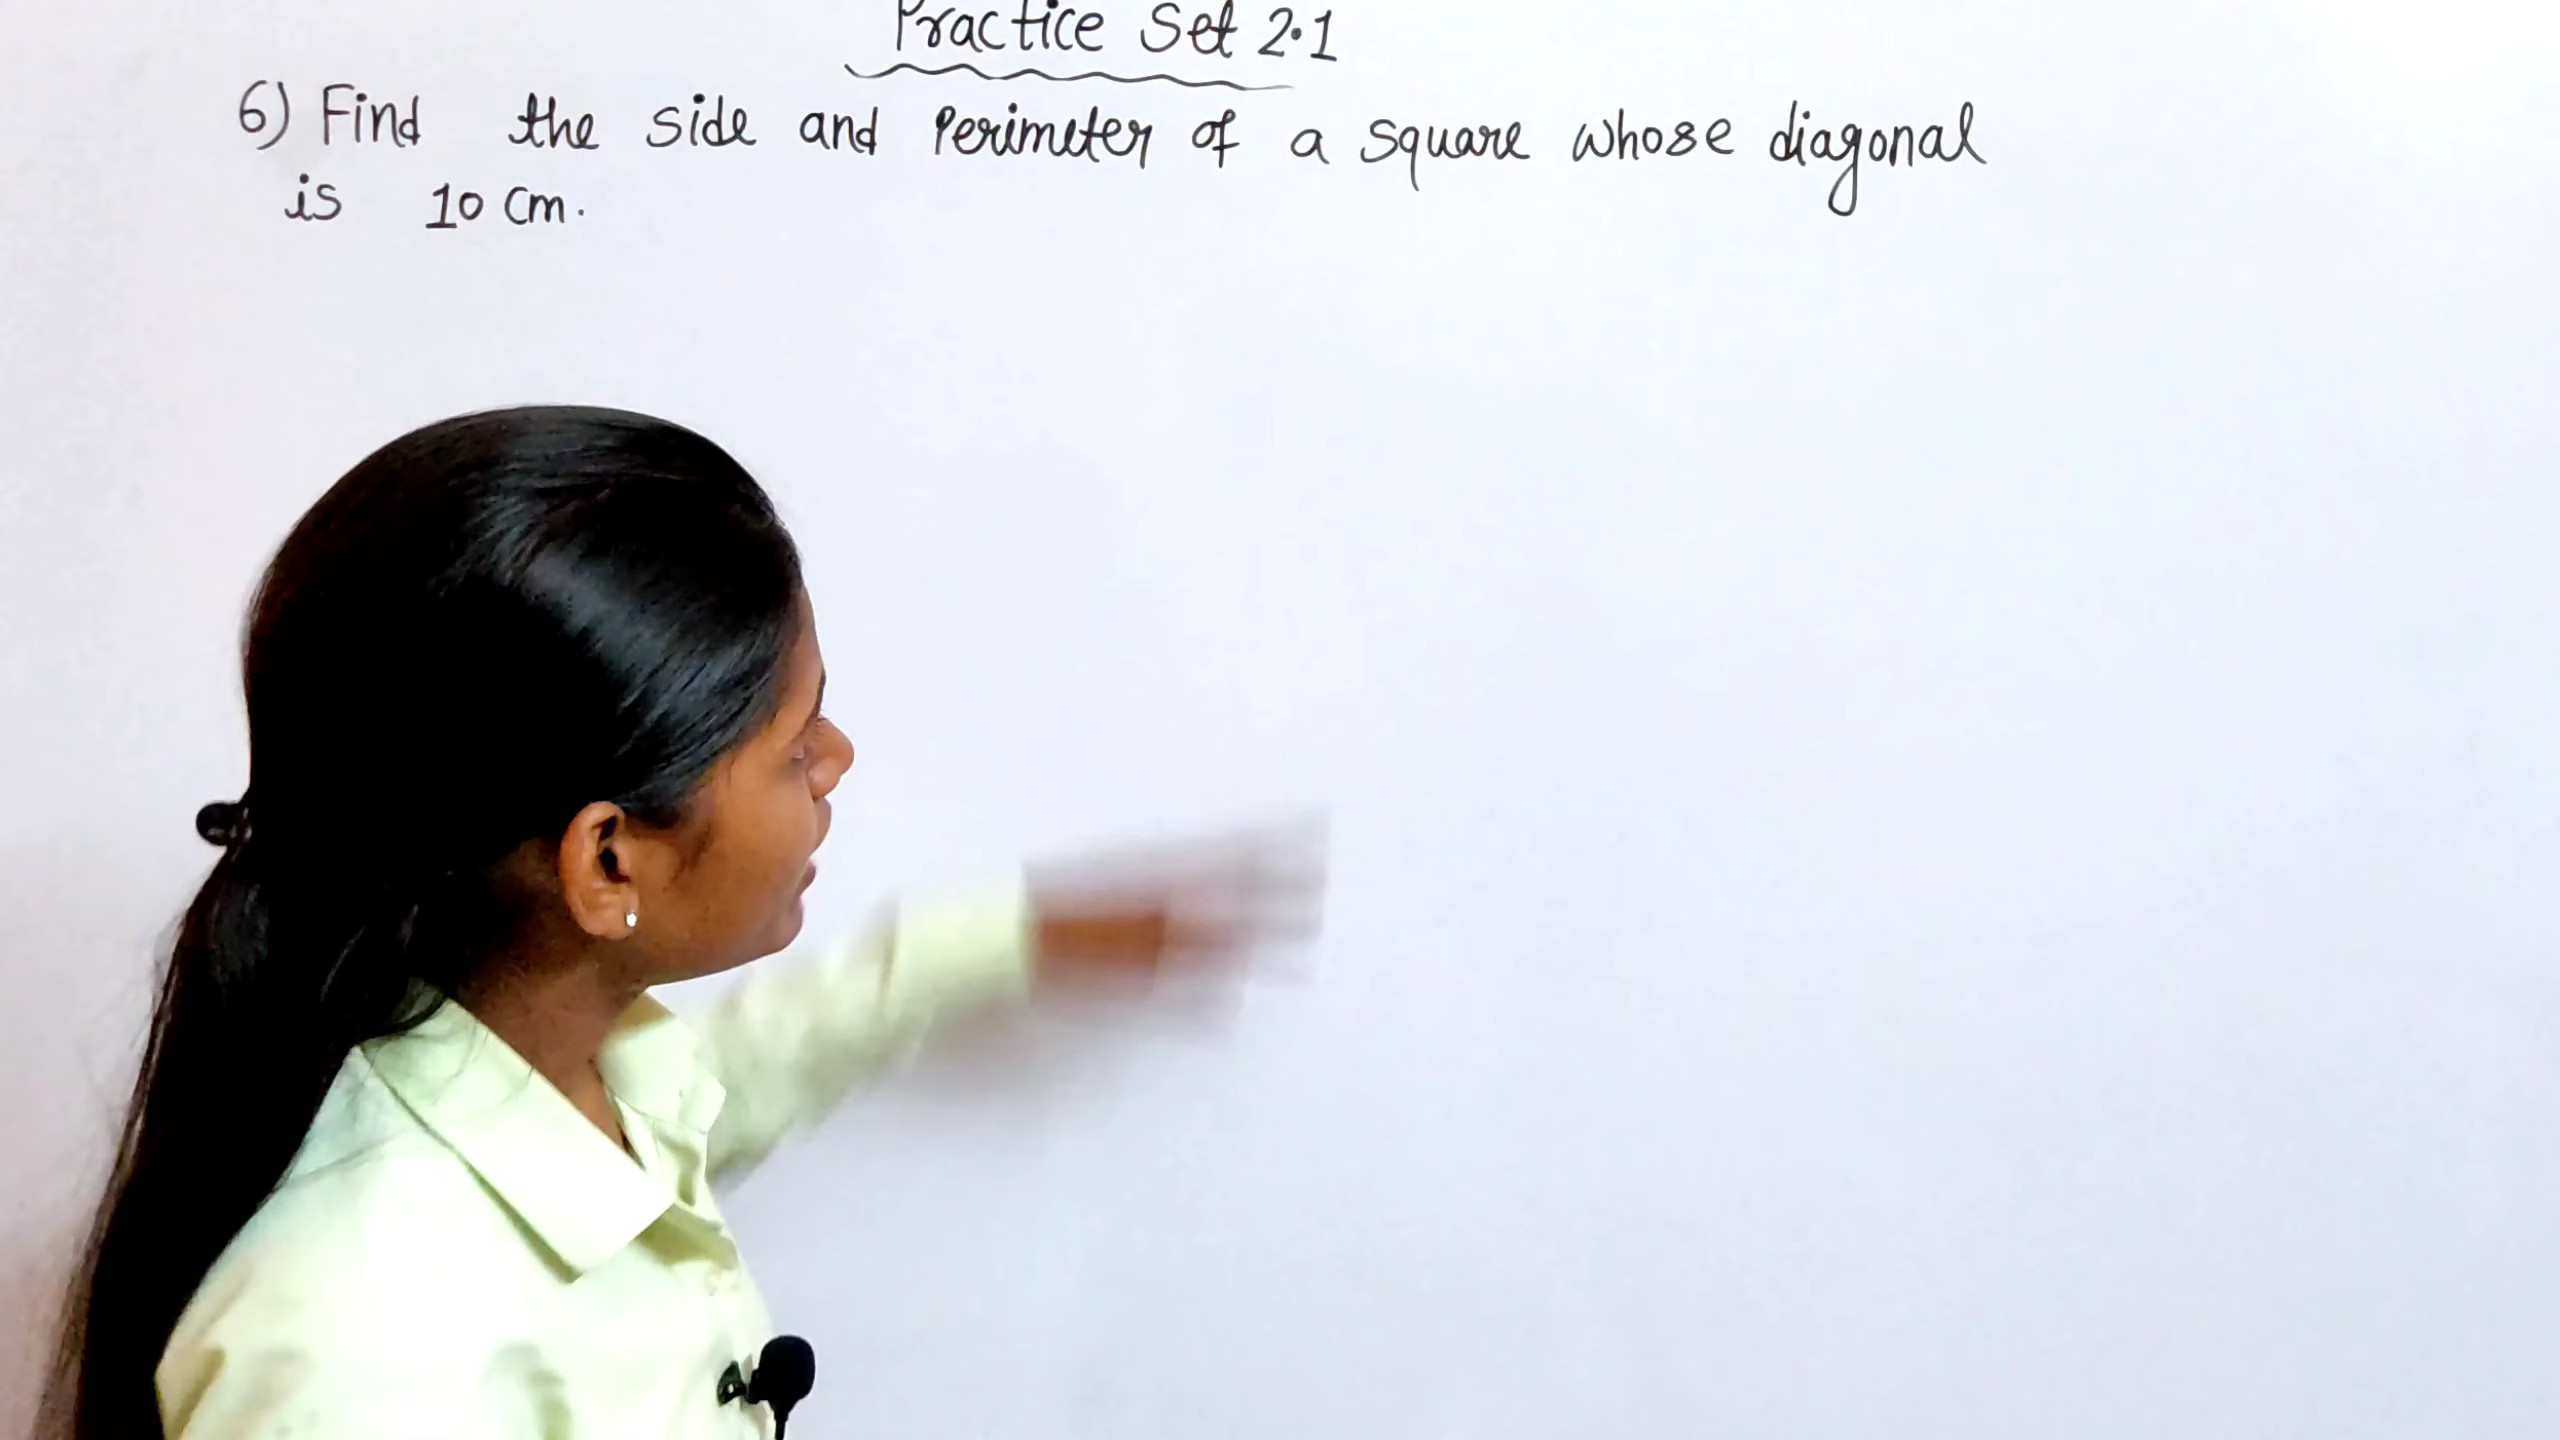 Practice Set 2.1
6) Find the side and Perimeter of a square whose diagonal
is 10 cm.